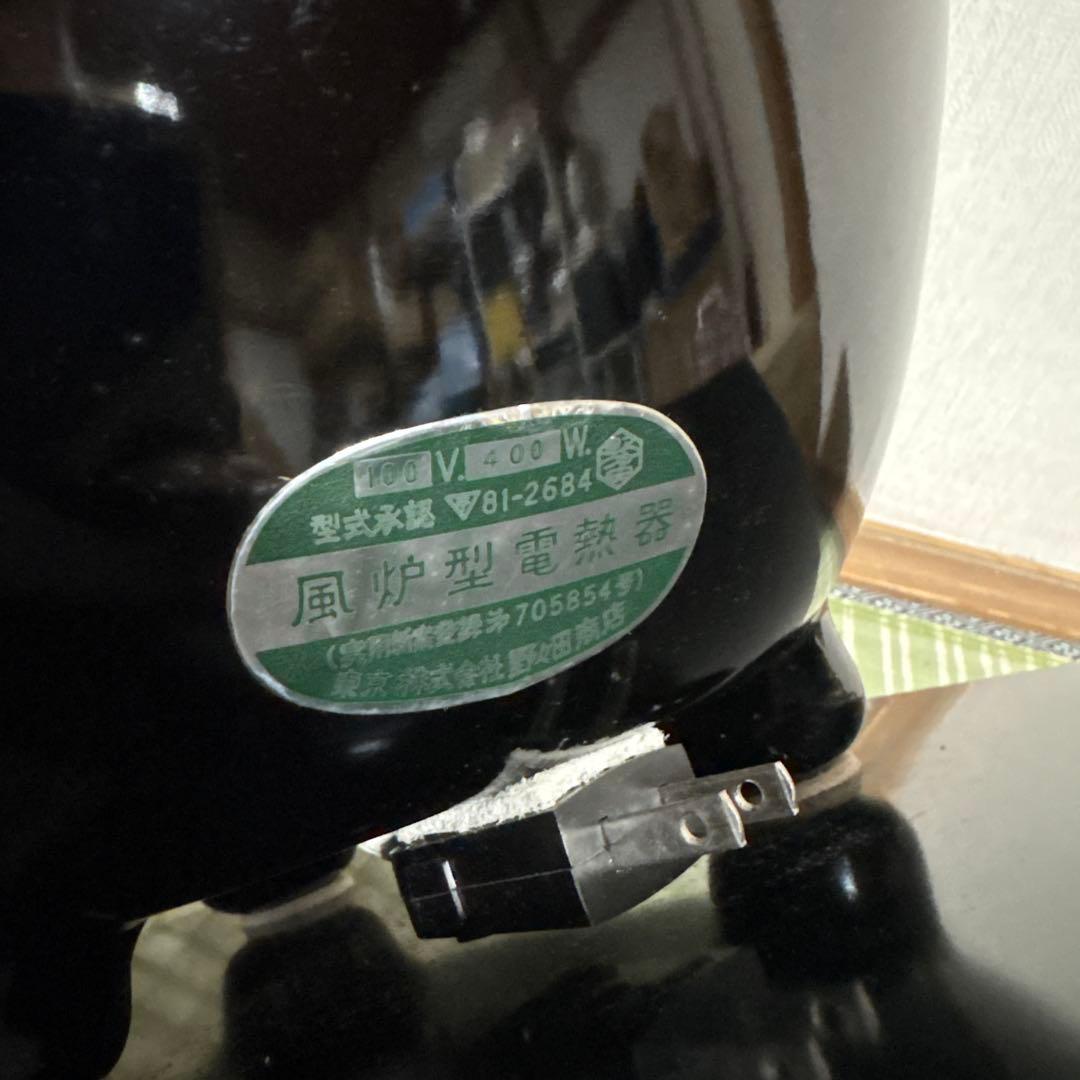 100 V. 400 W.
型式承認 ▽81-2684
風炉型電熱器
(実用新案登録 第705854号)
東京 株式会社 野々田商店